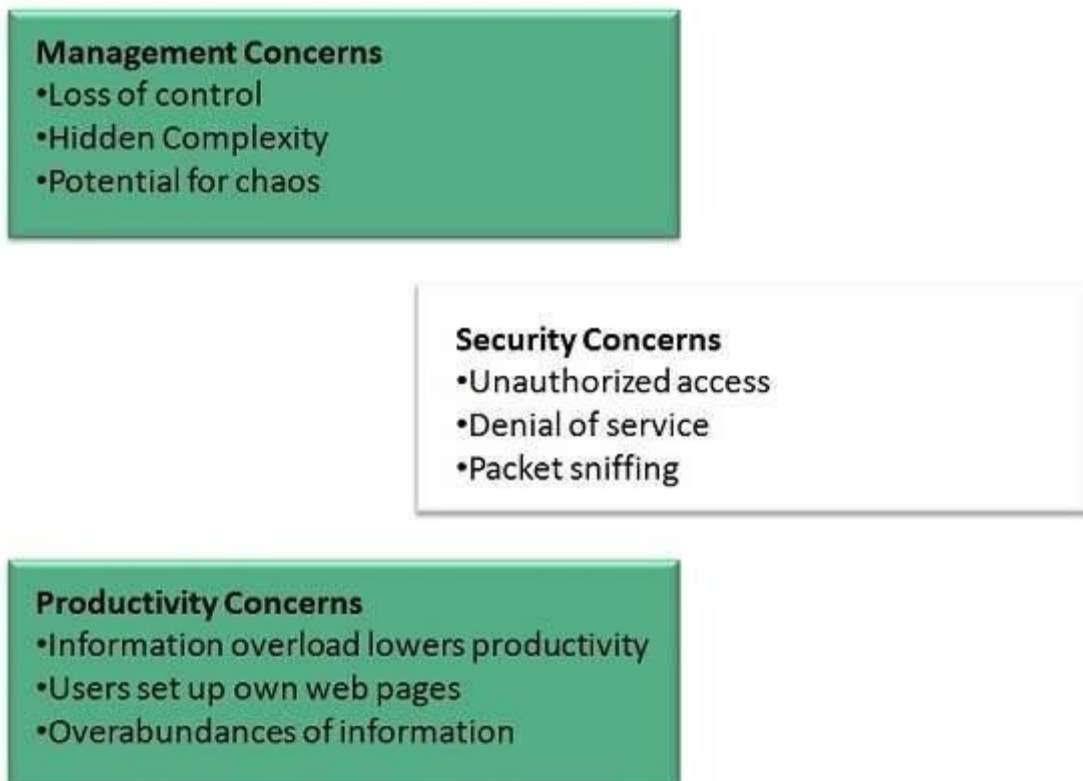 Management Concerns
•Loss of control
•Hidden Complexity
•Potential for chaos
Security Concerns
•Unauthorized access
•Denial of service
•Packet sniffing
Productivity Concerns
•Information overload lowers productivity
•Users set up own web pages
•Overabundances of information